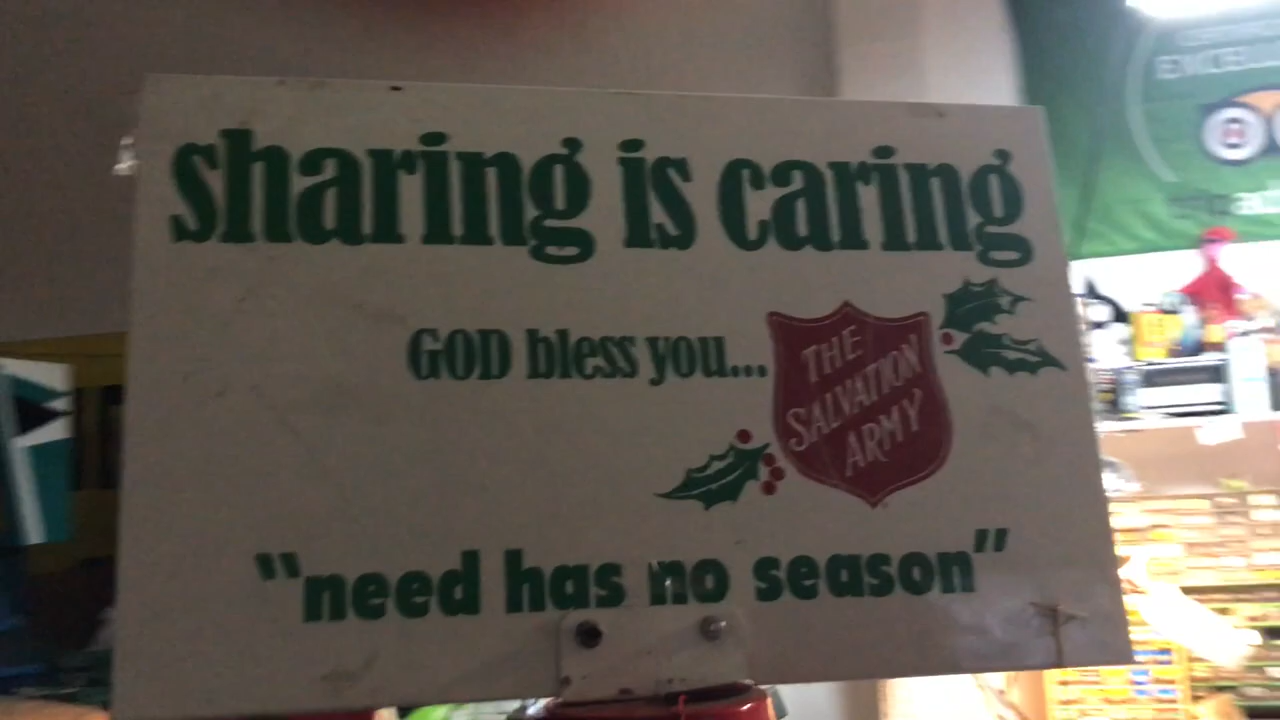 sharing is caring
GOD bless you...
THE
SALVATION
ARMY
"need has no season"